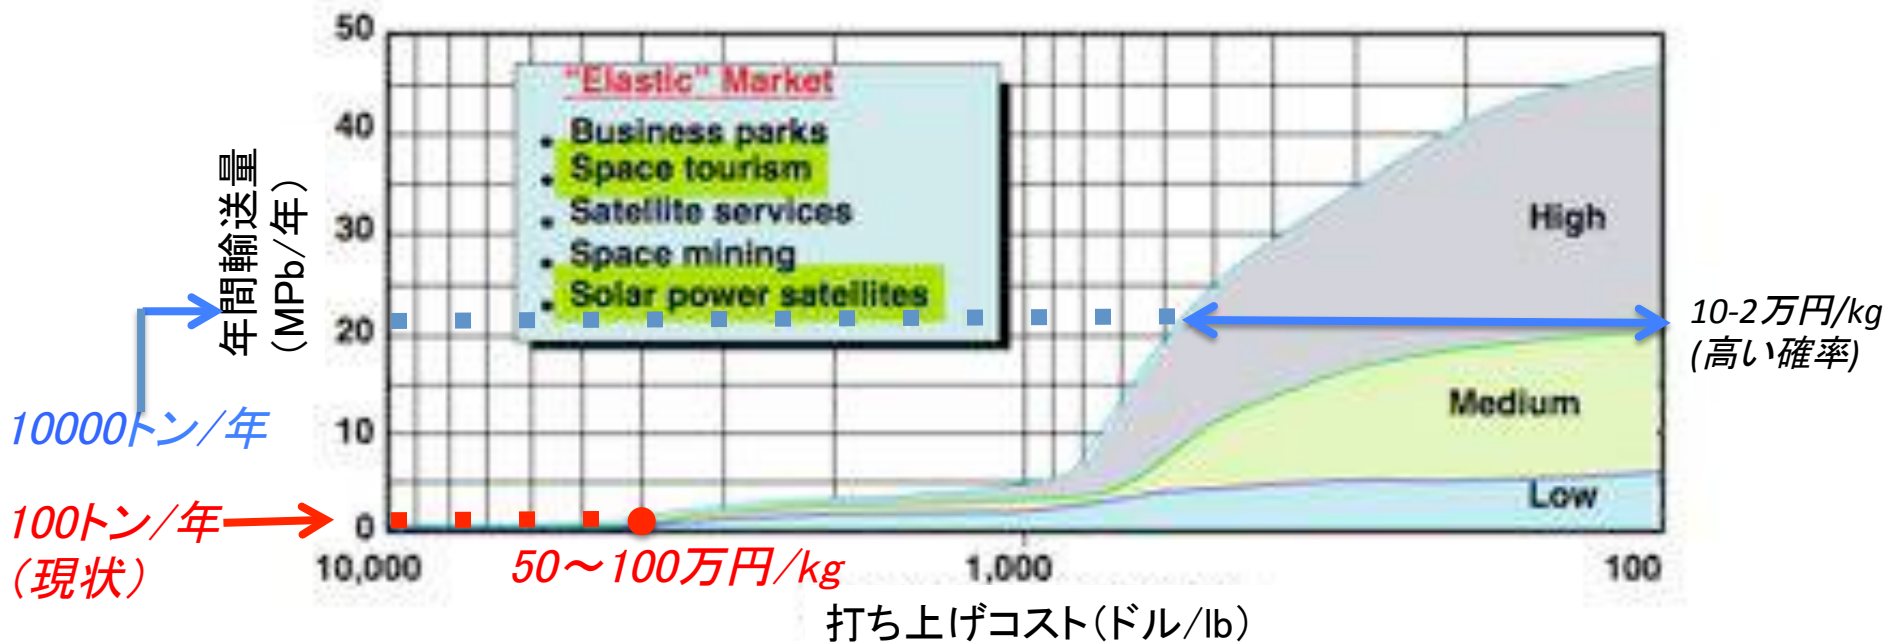 50
40
30
20
10
0
年間輸送量
(MPb/年)
"Elastic" Market
• Business parks
• Space tourism
• Satellite services
• Space mining
• Solar power satellites
High
Medium
Low
10-2万円/kg
(高い確率)
10000トン/年
100トン/年
(現状)
10,000
50～100万円/kg
1,000
100
打ち上げコスト(ドル/lb)